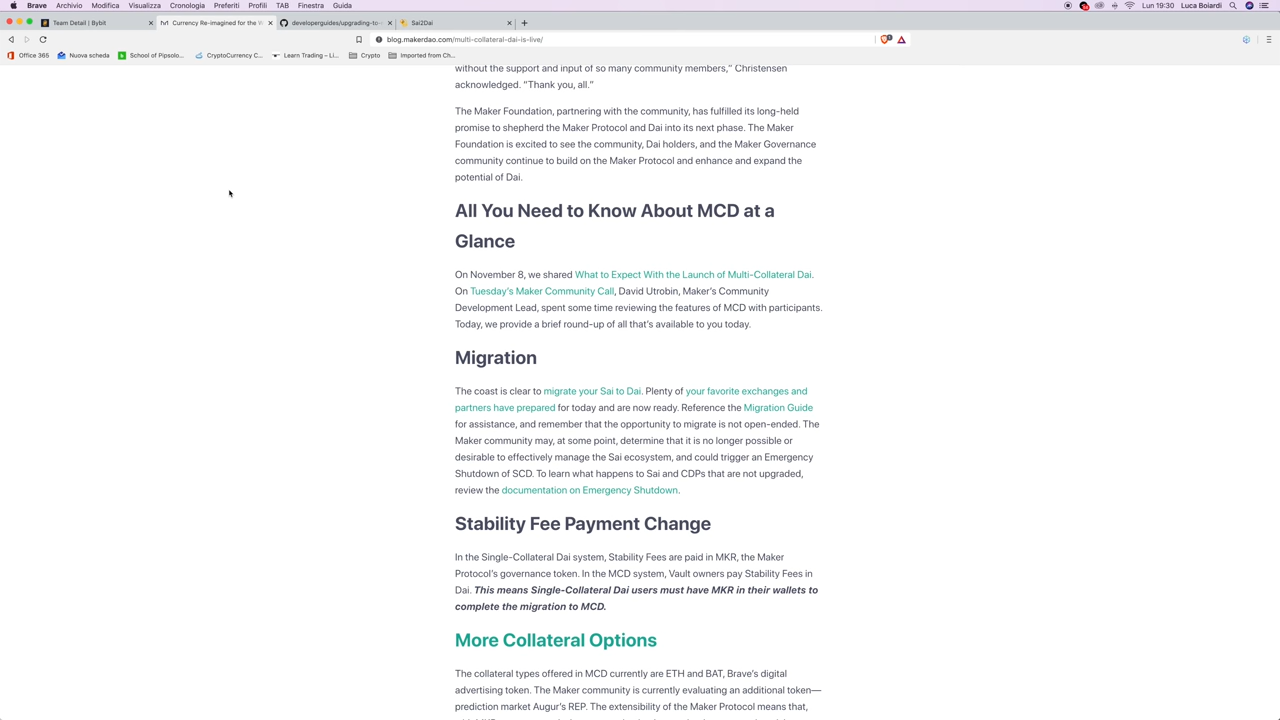 Brave Archivio Modifica Visualizza Cronologia Preferiti Profili TAB Finestra Guida Lun 19:30 Luca Boiardi
Team Detail | Bybit Currency Re-imagined for the W developerguides/upgrading-to- Sai2Dai
blog.makerdao.com/multi-collateral-dai-is-live/
Office 365 Nuova scheda School of Pipsolo... CryptoCurrency C... Learn Trading – Li... Crypto Imported from Ch...
without the support and input of so many community members,” Christensen
acknowledged. “Thank you, all.”
The Maker Foundation, partnering with the community, has fulfilled its long-held
promise to shepherd the Maker Protocol and Dai into its next phase. The Maker
Foundation is excited to see the community, Dai holders, and the Maker Governance
community continue to build on the Maker Protocol and enhance and expand the
potential of Dai.
All You Need to Know About MCD at a
Glance
On November 8, we shared What to Expect With the Launch of Multi-Collateral Dai.
On Tuesday’s Maker Community Call, David Utrobin, Maker’s Community
Development Lead, spent some time reviewing the features of MCD with participants.
Today, we provide a brief round-up of all that’s available to you today.
Migration
The coast is clear to migrate your Sai to Dai. Plenty of your favorite exchanges and
partners have prepared for today and are now ready. Reference the Migration Guide
for assistance, and remember that the opportunity to migrate is not open-ended. The
Maker community may, at some point, determine that it is no longer possible or
desirable to effectively manage the Sai ecosystem, and could trigger an Emergency
Shutdown of SCD. To learn what happens to Sai and CDPs that are not upgraded,
review the documentation on Emergency Shutdown.
Stability Fee Payment Change
In the Single-Collateral Dai system, Stability Fees are paid in MKR, the Maker
Protocol’s governance token. In the MCD system, Vault owners pay Stability Fees in
Dai. This means Single-Collateral Dai users must have MKR in their wallets to
complete the migration to MCD.
More Collateral Options
The collateral types offered in MCD currently are ETH and BAT, Brave’s digital
advertising token. The Maker community is currently evaluating an additional token—
prediction market Augur’s REP. The extensibility of the Maker Protocol means that,